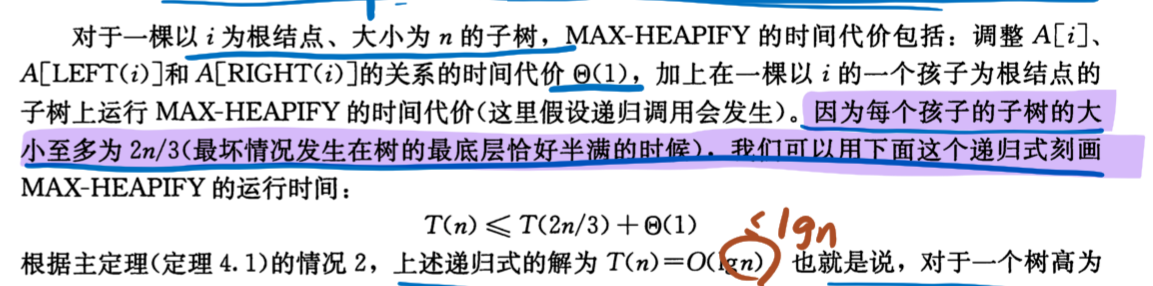 对于一棵以 i 为根结点、大小为 n 的子树，MAX-HEAPIFY 的时间代价包括：调整 A[i]、
A[LEFT(i)]和 A[RIGHT(i)]的关系的时间代价 Θ(1)，加上在一棵以 i 的一个孩子为根结点的
子树上运行 MAX-HEAPIFY 的时间代价(这里假设递归调用会发生)。因为每个孩子的子树的大
小至多为 2n/3(最坏情况发生在树的最底层恰好半满的时候)，我们可以用下面这个递归式刻画
MAX-HEAPIFY 的运行时间：
T(n) ⩽ T(2n/3) + Θ(1)
lgn
根据主定理(定理 4.1)的情况 2，上述递归式的解为 T(n)=O(lgn)，也就是说，对于一个树高为